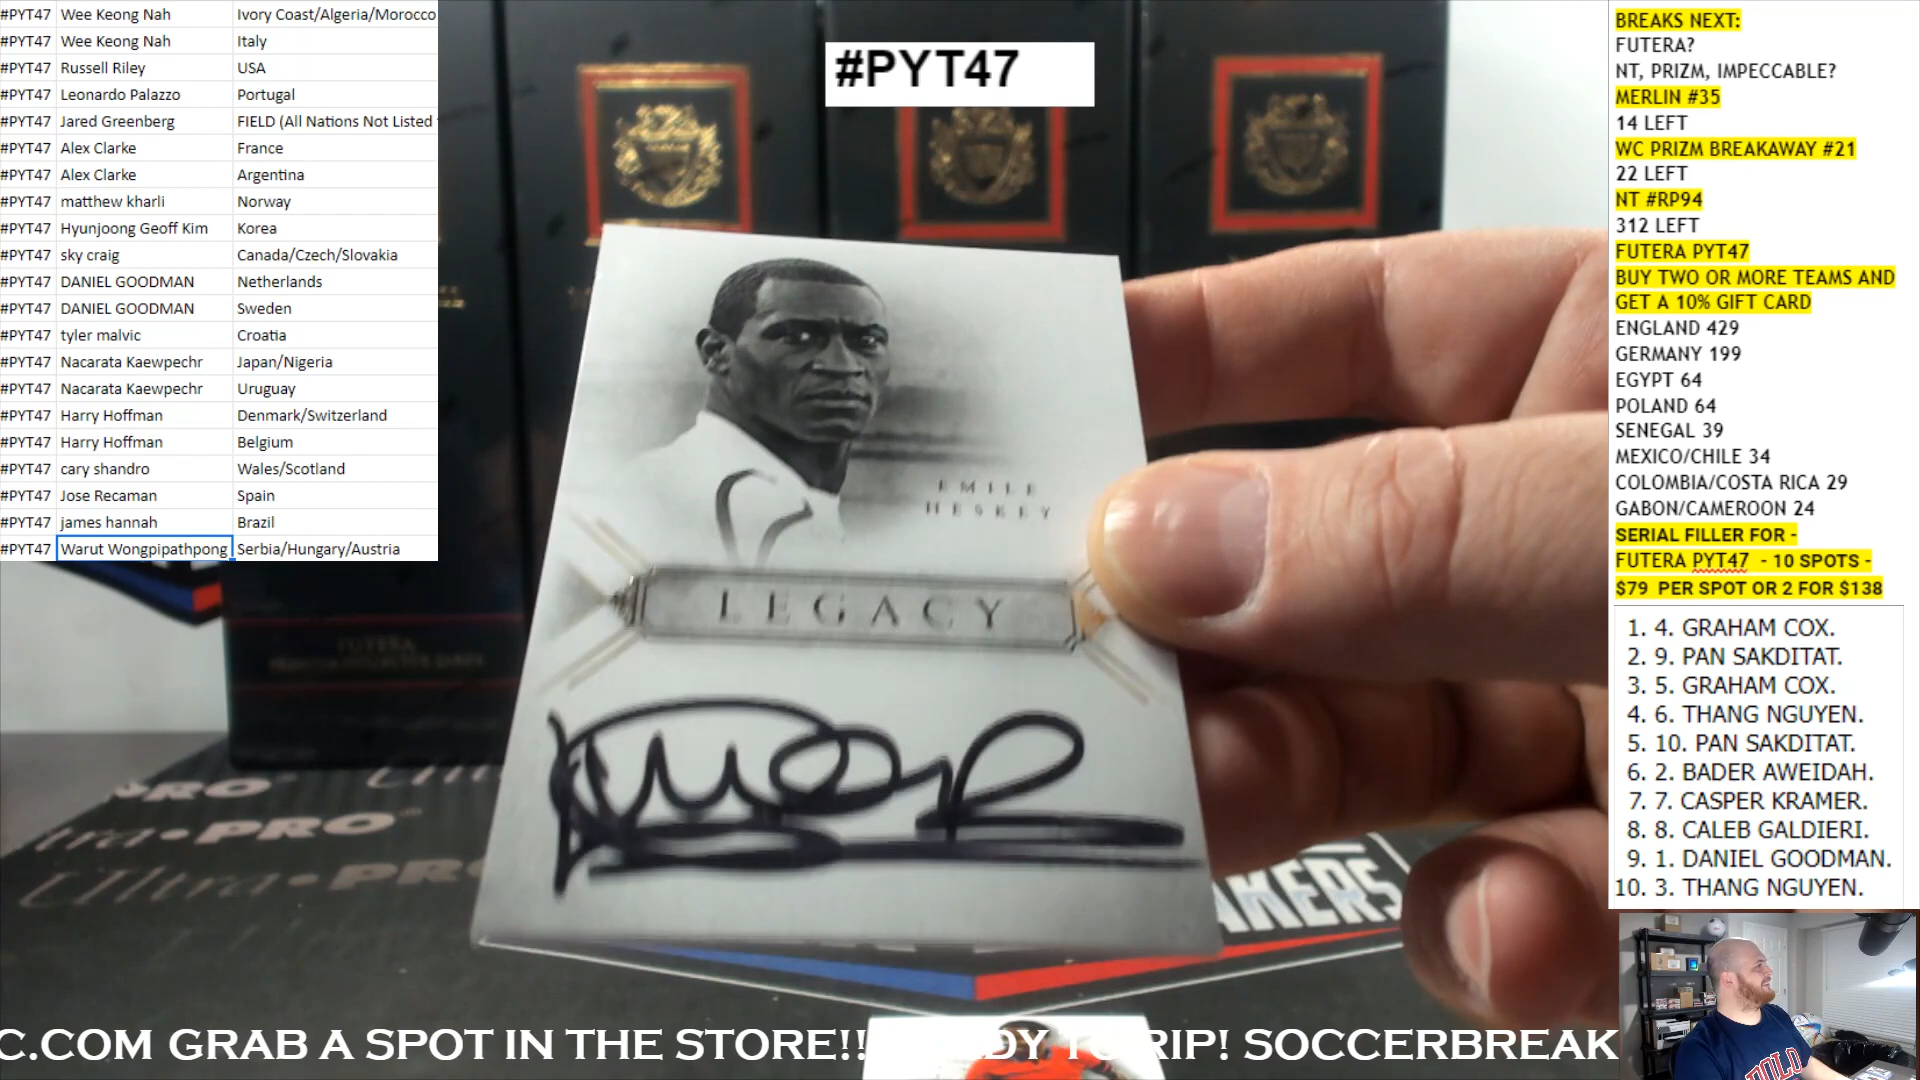 #PYT47 Wee Keong Nah Ivory Coast/Algeria/Morocco
#PYT47 Wee Keong Nah Italy
#PYT47 Russell Riley USA
#PYT47 Leonardo Palazzo Portugal
#PYT47 Jared Greenberg FIELD (All Nations Not Listed
#PYT47 Alex Clarke France
#PYT47 Alex Clarke Argentina
#PYT47 matthew kharli Norway
#PYT47 Hyunjoong Geoff Kim Korea
#PYT47 sky craig Canada/Czech/Slovakia
#PYT47 DANIEL GOODMAN Netherlands
#PYT47 DANIEL GOODMAN Sweden
#PYT47 tyler malvic Croatia
#PYT47 Nacarata Kaewpechr Japan/Nigeria
#PYT47 Nacarata Kaewpechr Uruguay
#PYT47 Harry Hoffman Denmark/Switzerland
#PYT47 Harry Hoffman Belgium
#PYT47 cary shandro Wales/Scotland
#PYT47 Jose Recaman Spain
#PYT47 james hannah Brazil
#PYT47 Warut Wongpipathpong Serbia/Hungary/Austria
#PYT47
EMILE
HESKEY
LEGACY
FUTERA
PRO
Ultra PRO
Ultra PRO
AKERS
BREAKS NEXT:
FUTERA?
NT, PRIZM, IMPECCABLE?
MERLIN #35
14 LEFT
WC PRIZM BREAKAWAY #21
22 LEFT
NT #RP94
312 LEFT
FUTERA PYT47
BUY TWO OR MORE TEAMS AND
GET A 10% GIFT CARD
ENGLAND 429
GERMANY 199
EGYPT 64
POLAND 64
SENEGAL 39
MEXICO/CHILE 34
COLOMBIA/COSTA RICA 29
GABON/CAMEROON 24
SERIAL FILLER FOR -
FUTERA PYT47 - 10 SPOTS -
$79 PER SPOT OR 2 FOR $138
1. 4. GRAHAM COX.
2. 9. PAN SAKDITAT.
3. 5. GRAHAM COX.
4. 6. THANG NGUYEN.
5. 10. PAN SAKDITAT.
6. 2. BADER AWEIDAH.
7. 7. CASPER KRAMER.
8. 8. CALEB GALDIERI.
9. 1. DANIEL GOODMAN.
10. 3. THANG NGUYEN.
C.COM GRAB A SPOT IN THE STORE!! RIP! SOCCERBREAK